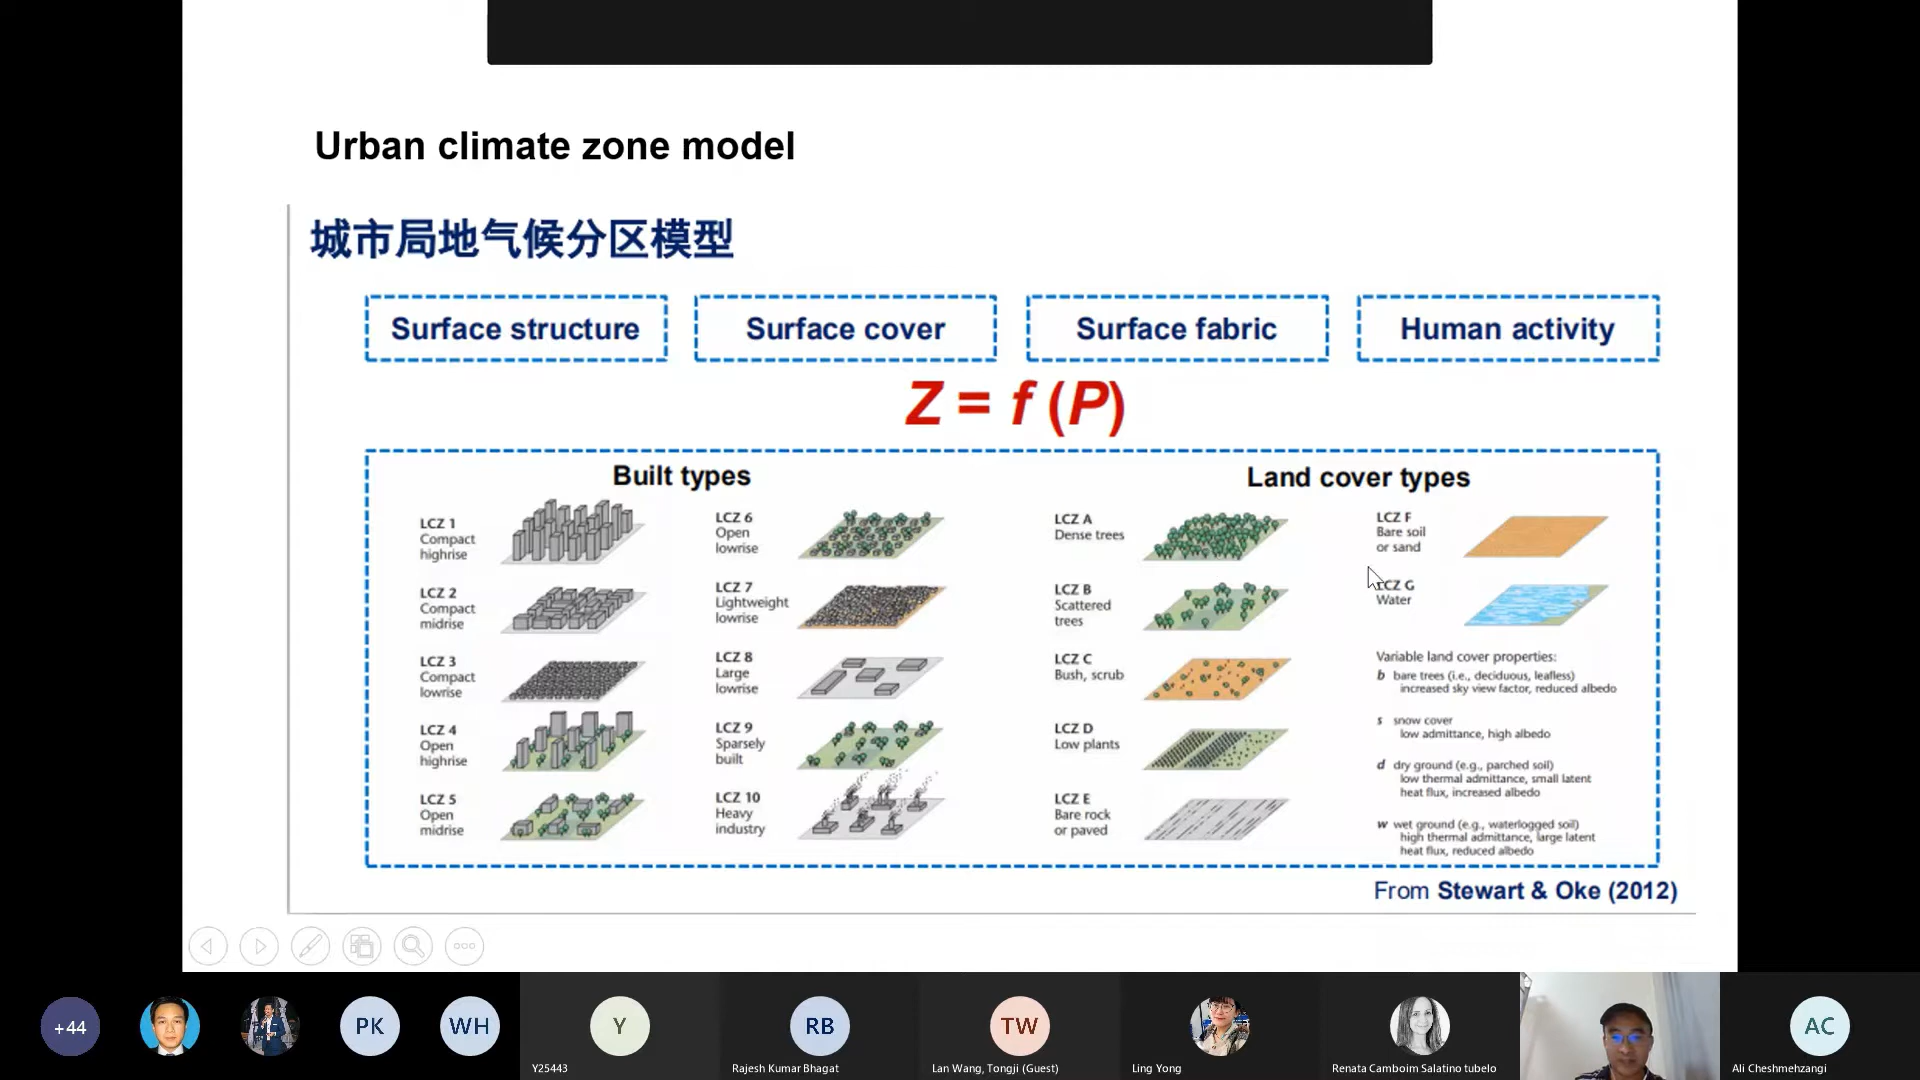 Urban climate zone model
城市局地气候分区模型
Surface structure
Surface cover
Surface fabric
Human activity
Z = f (P)
Built types
LCZ 1
Compact
highrise
LCZ 2
Compact
midrise
LCZ 3
Compact
lowrise
LCZ 4
Open
highrise
LCZ 5
Open
midrise
LCZ 6
Open
lowrise
LCZ 7
Lightweight
lowrise
LCZ 8
Large
lowrise
LCZ 9
Sparsely
built
LCZ 10
Heavy
industry
Land cover types
LCZ A
Dense trees
LCZ B
Scattered
trees
LCZ C
Bush, scrub
LCZ D
Low plants
LCZ E
Bare rock
or paved
LCZ F
Bare soil
or sand
LCZ G
Water
Variable land cover properties:
b bare trees (i.e., deciduous, leafless)
increased sky view factor, reduced albedo
s snow cover
low admittance, high albedo
d dry ground (e.g., parched soil)
low thermal admittance, small latent
heat flux, increased albedo
w wet ground (e.g., waterlogged soil)
high thermal admittance, large latent
heat flux, reduced albedo
From Stewart & Oke (2012)
+44
PK
WH
Y
Y25443
RB
Rajesh Kumar Bhagat
TW
Lan Wang, Tongji (Guest)
Ling Yong
Renata Camboim Salatino tubelo
AC
Ali Cheshmehzangi